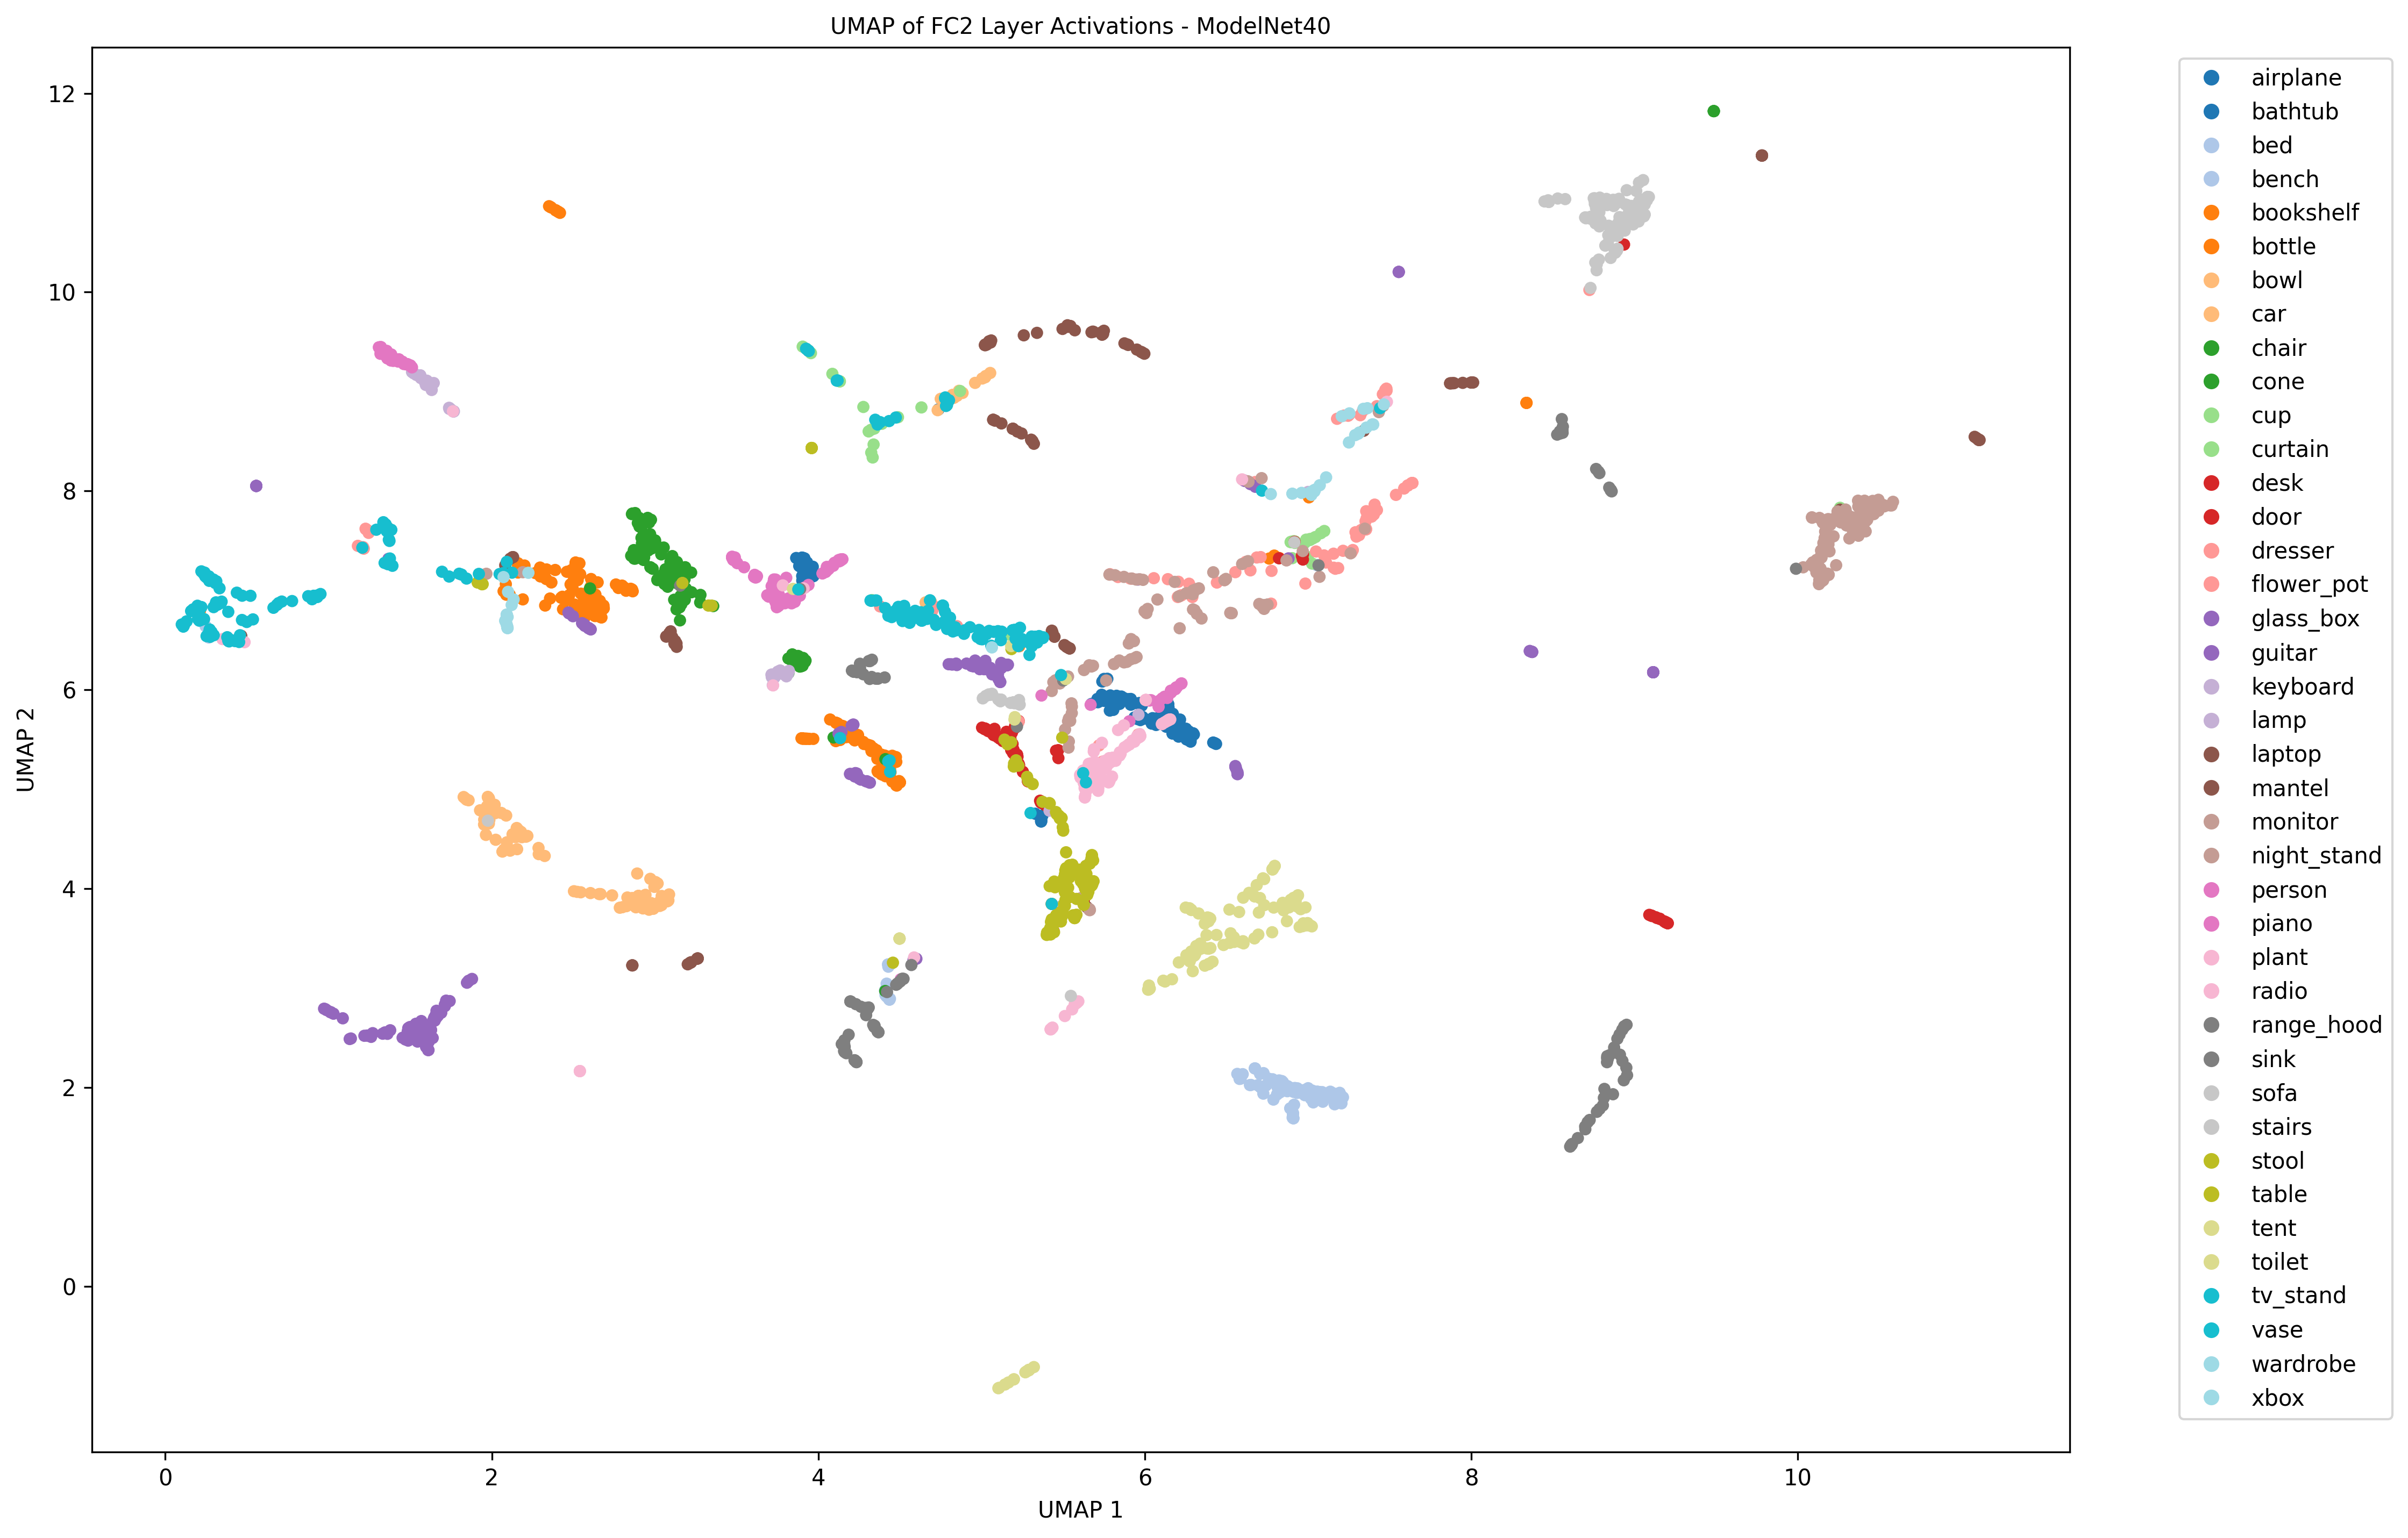 UMAP of FC2 Layer Activations - ModelNet40
12
10
8
6
4
2
0
UMAP 2
0
2
4
6
8
10
UMAP 1
airplane
bathtub
bed
bench
bookshelf
bottle
bowl
car
chair
cone
cup
curtain
desk
door
dresser
flower_pot
glass_box
guitar
keyboard
lamp
laptop
mantel
monitor
night_stand
person
piano
plant
radio
range_hood
sink
sofa
stairs
stool
table
tent
toilet
tv_stand
vase
wardrobe
xbox